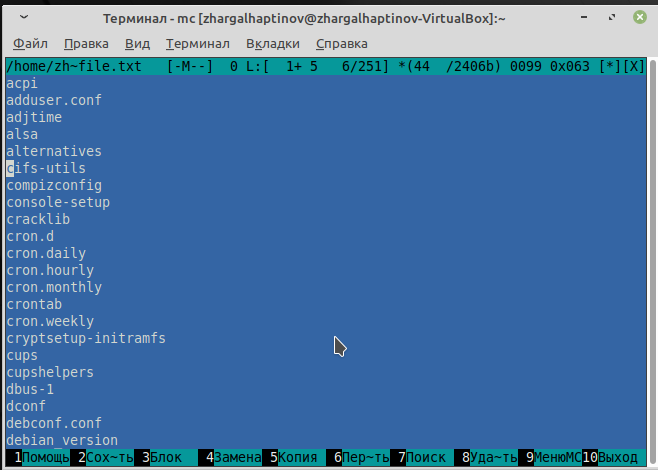 Терминал - mc [zhargalhaptinov@zhargalhaptinov-VirtualBox]:~
Файл Правка Вид Терминал Вкладки Справка
/home/zh~file.txt [-M--] 0 L:[ 1+ 5 6/251] *(44 /2406b) 0099 0x063 [*][X]
acpi
adduser.conf
adjtime
alsa
alternatives
cifs-utils
compizconfig
console-setup
cracklib
cron.d
cron.daily
cron.hourly
cron.monthly
crontab
cron.weekly
cryptsetup-initramfs
cups
cupshelpers
dbus-1
dconf
debconf.conf
debian_version
1Помощь 2Сох~ть 3Блок 4Замена 5Копия 6Пер~ть 7Поиск 8Уда~ть 9МенюМС 10Выход